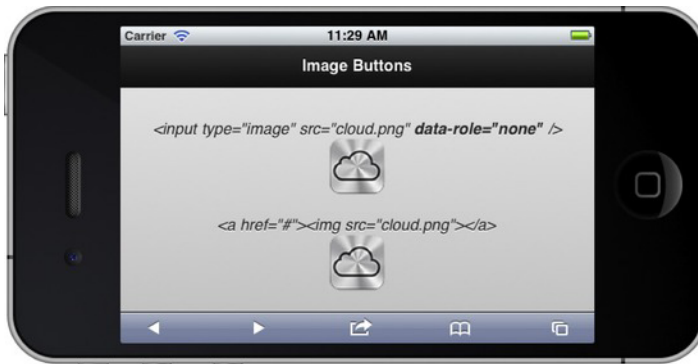 Carrier 11:29 AM
Image Buttons
<input type="image" src="cloud.png" data-role="none" />
<a href="#"><img src="cloud.png"></a>